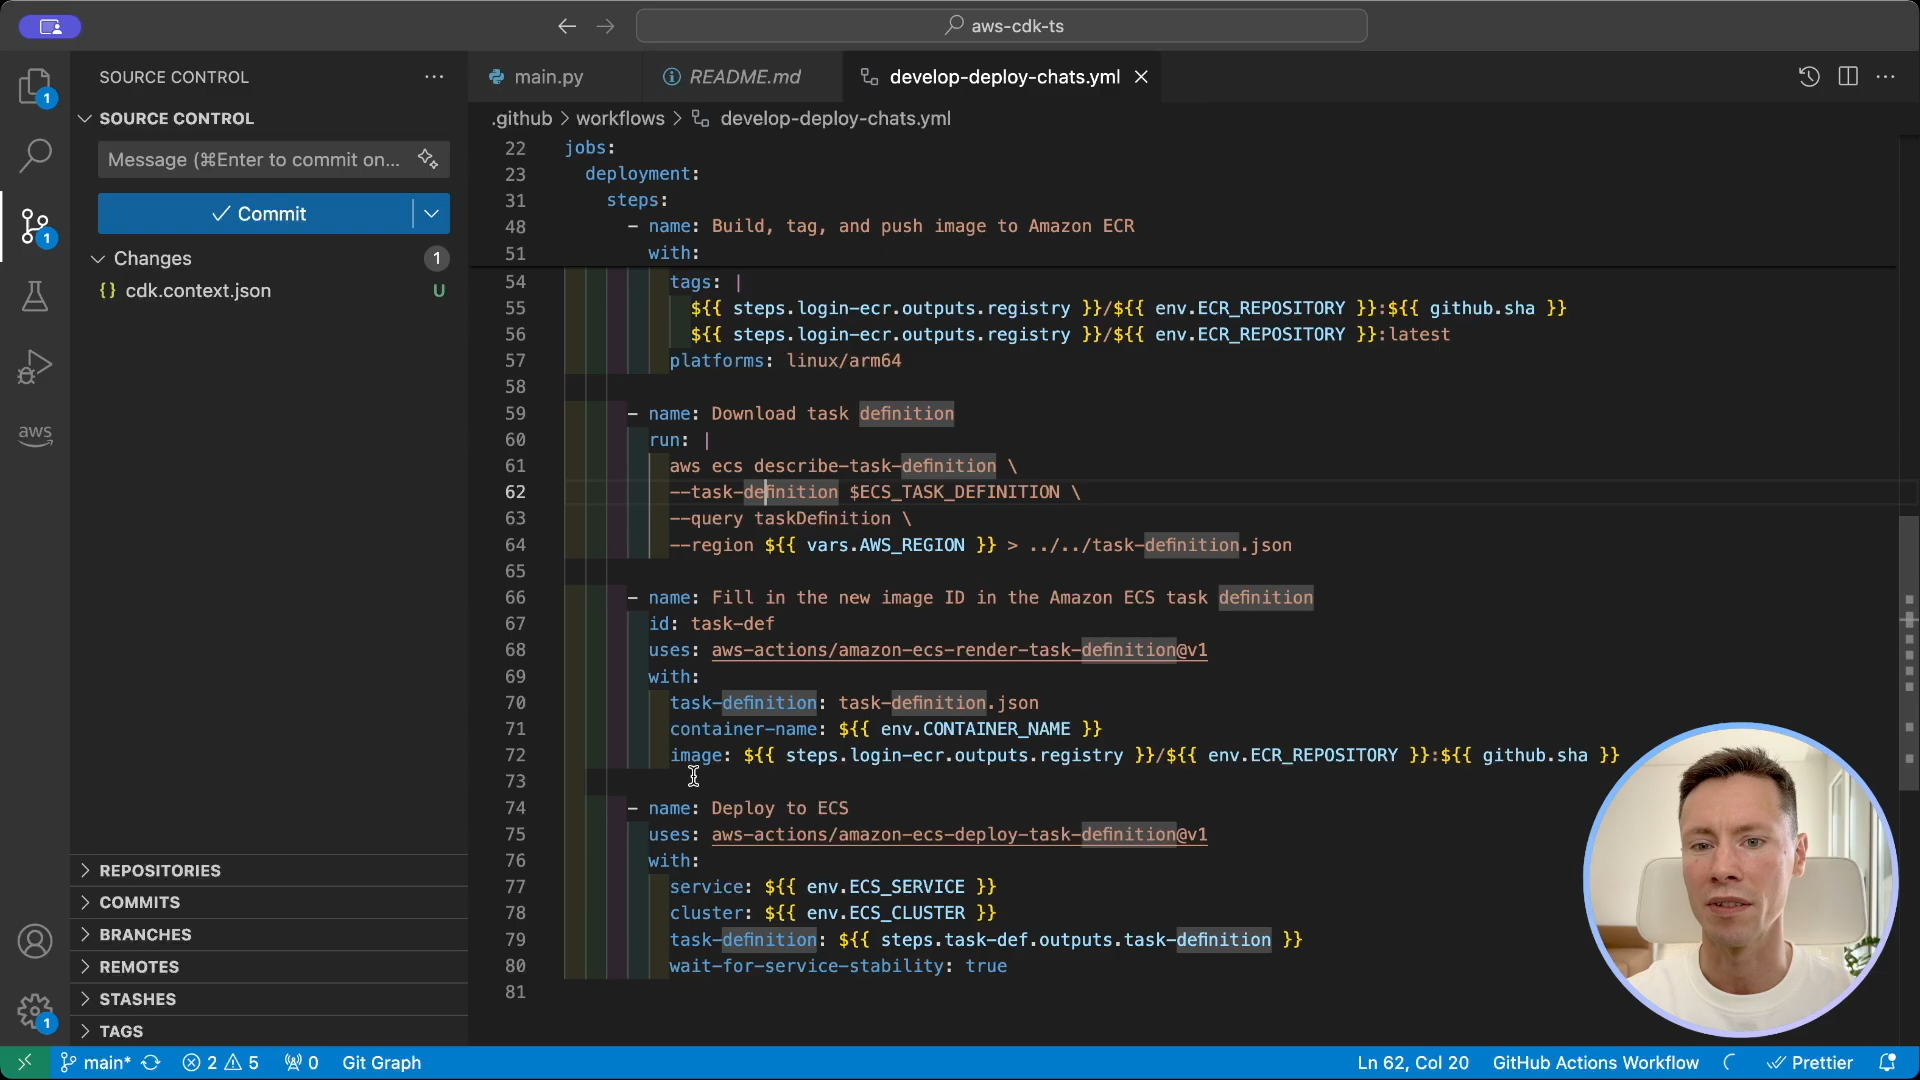 aws-cdk-ts
SOURCE CONTROL
SOURCE CONTROL
Message (⌘Enter to commit on...
Commit
Changes
1
{} cdk.context.json
U
1
1
aws
1
REPOSITORIES
COMMITS
BRANCHES
REMOTES
STASHES
TAGS
main.py
README.md
develop-deploy-chats.yml
.github > workflows > develop-deploy-chats.yml
22 jobs:
23 deployment:
31 steps:
48 - name: Build, tag, and push image to Amazon ECR
51 with:
54 tags: |
55 ${{ steps.login-ecr.outputs.registry }}/${{ env.ECR_REPOSITORY }}:${{ github.sha }}
56 ${{ steps.login-ecr.outputs.registry }}/${{ env.ECR_REPOSITORY }}:latest
57 platforms: linux/arm64
58
59 - name: Download task definition
60 run: |
61 aws ecs describe-task-definition \
62 --task-definition $ECS_TASK_DEFINITION \
63 --query taskDefinition \
64 --region ${{ vars.AWS_REGION }} > ../../task-definition.json
65
66 - name: Fill in the new image ID in the Amazon ECS task definition
67 id: task-def
68 uses: aws-actions/amazon-ecs-render-task-definition@v1
69 with:
70 task-definition: task-definition.json
71 container-name: ${{ env.CONTAINER_NAME }}
72 image: ${{ steps.login-ecr.outputs.registry }}/${{ env.ECR_REPOSITORY }}:${{ github.sha }}
73
74 - name: Deploy to ECS
75 uses: aws-actions/amazon-ecs-deploy-task-definition@v1
76 with:
77 service: ${{ env.ECS_SERVICE }}
78 cluster: ${{ env.ECS_CLUSTER }}
79 task-definition: ${{ steps.task-def.outputs.task-definition }}
80 wait-for-service-stability: true
81
main* 2 5 0 Git Graph Ln 62, Col 20 GitHub Actions Workflow Prettier